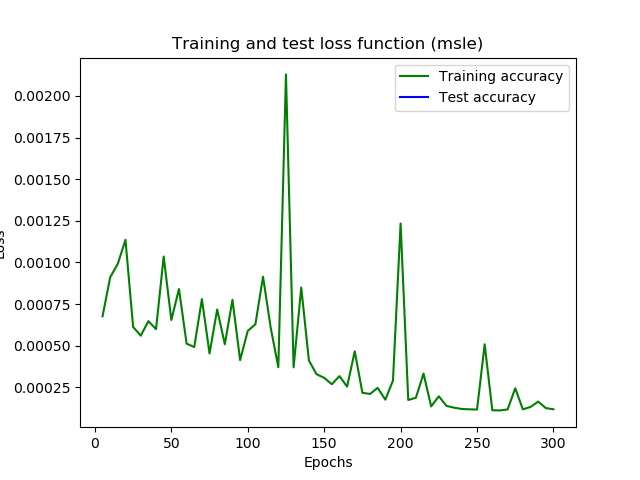 Training and test loss function (msle)
Training accuracy
Test accuracy
0.00200
0.00175
0.00150
0.00125
0.00100
0.00075
0.00050
0.00025
Loss
0 50 100 150 200 250 300
Epochs